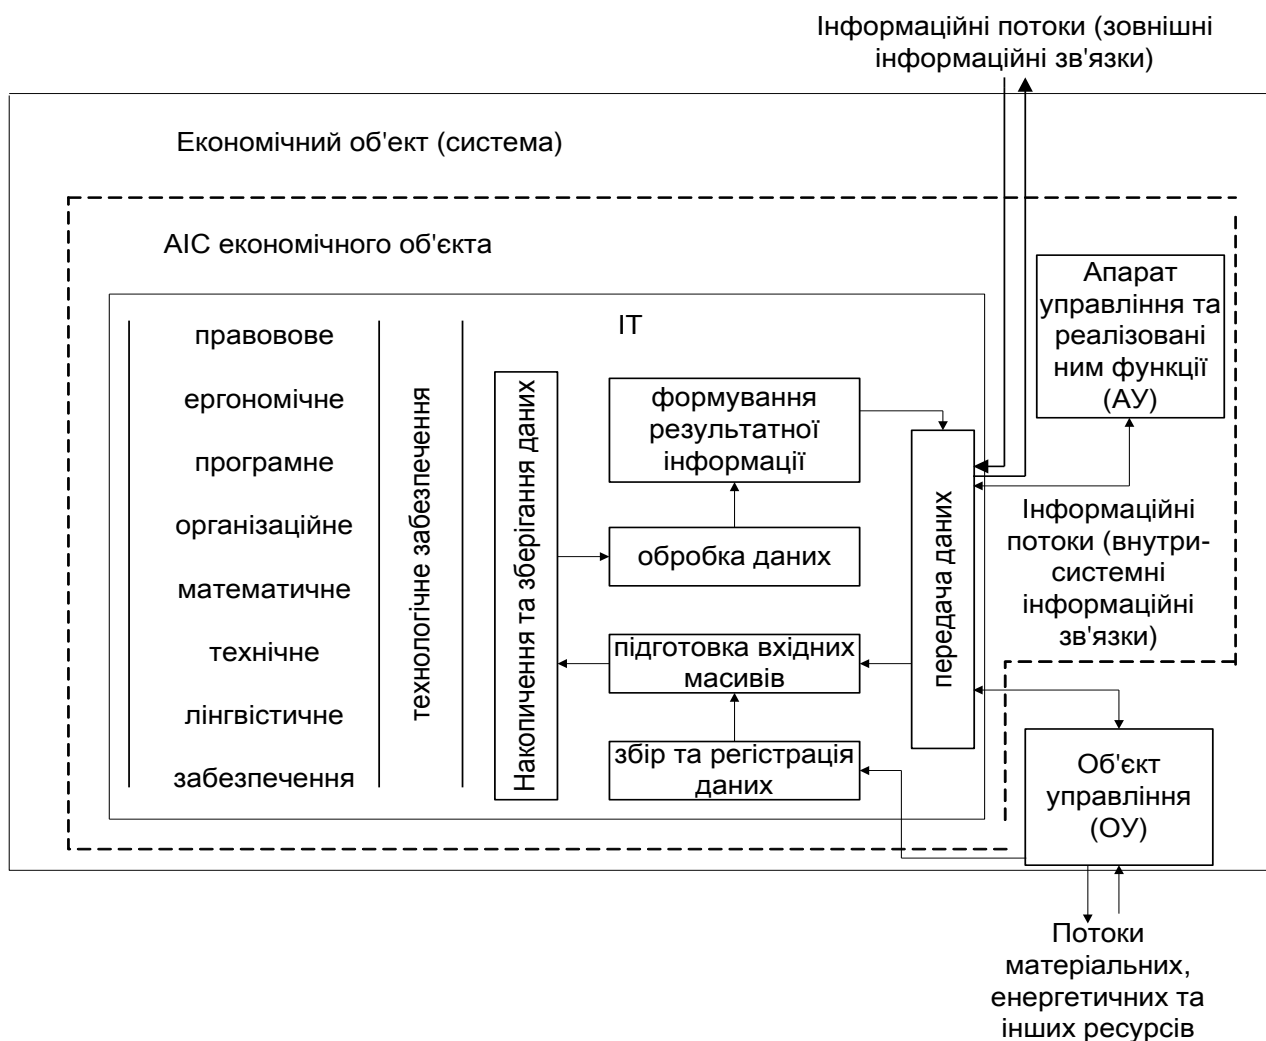 Інформаційні потоки (зовнішні
інформаційні зв'язки)
Економічний об'ект (система)
АІС економічного об'єкта
ІТ
правовове
ергономічне
програмне
організаційне
математичне
технічне
лінгвістичне
забезпечення
технологічне забезпечення
Накопичення та зберігання даних
формування
результатної
інформації
обробка даних
підготовка вхідних
масивів
збір та регістрація
даних
передача даних
Апарат
управління та
реалізовані
ним функції
(АУ)
Інформаційні
потоки (внутри-
системні
інформаційні
зв'язки)
Об'єкт
управління
(ОУ)
Потоки
матеріальних,
енергетичних та
інших ресурсів